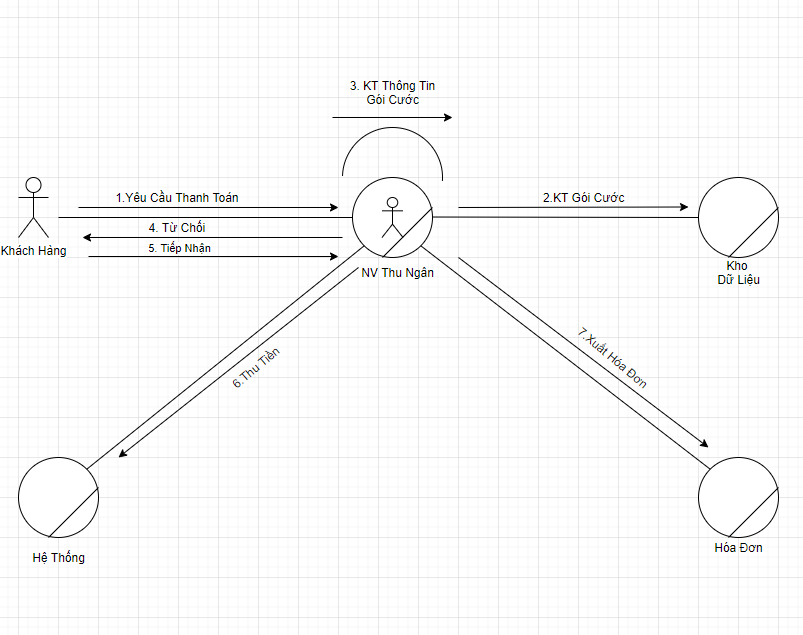 3. KT Thông Tin
Gói Cước
1.Yêu Cầu Thanh Toán
2.KT Gói Cước
4. Từ Chối
5. Tiếp Nhận
Khách Hàng
NV Thu Ngân
Kho
Dữ Liệu
6.Thu Tiền
7.Xuất Hóa Đơn
Hệ Thống
Hóa Đơn